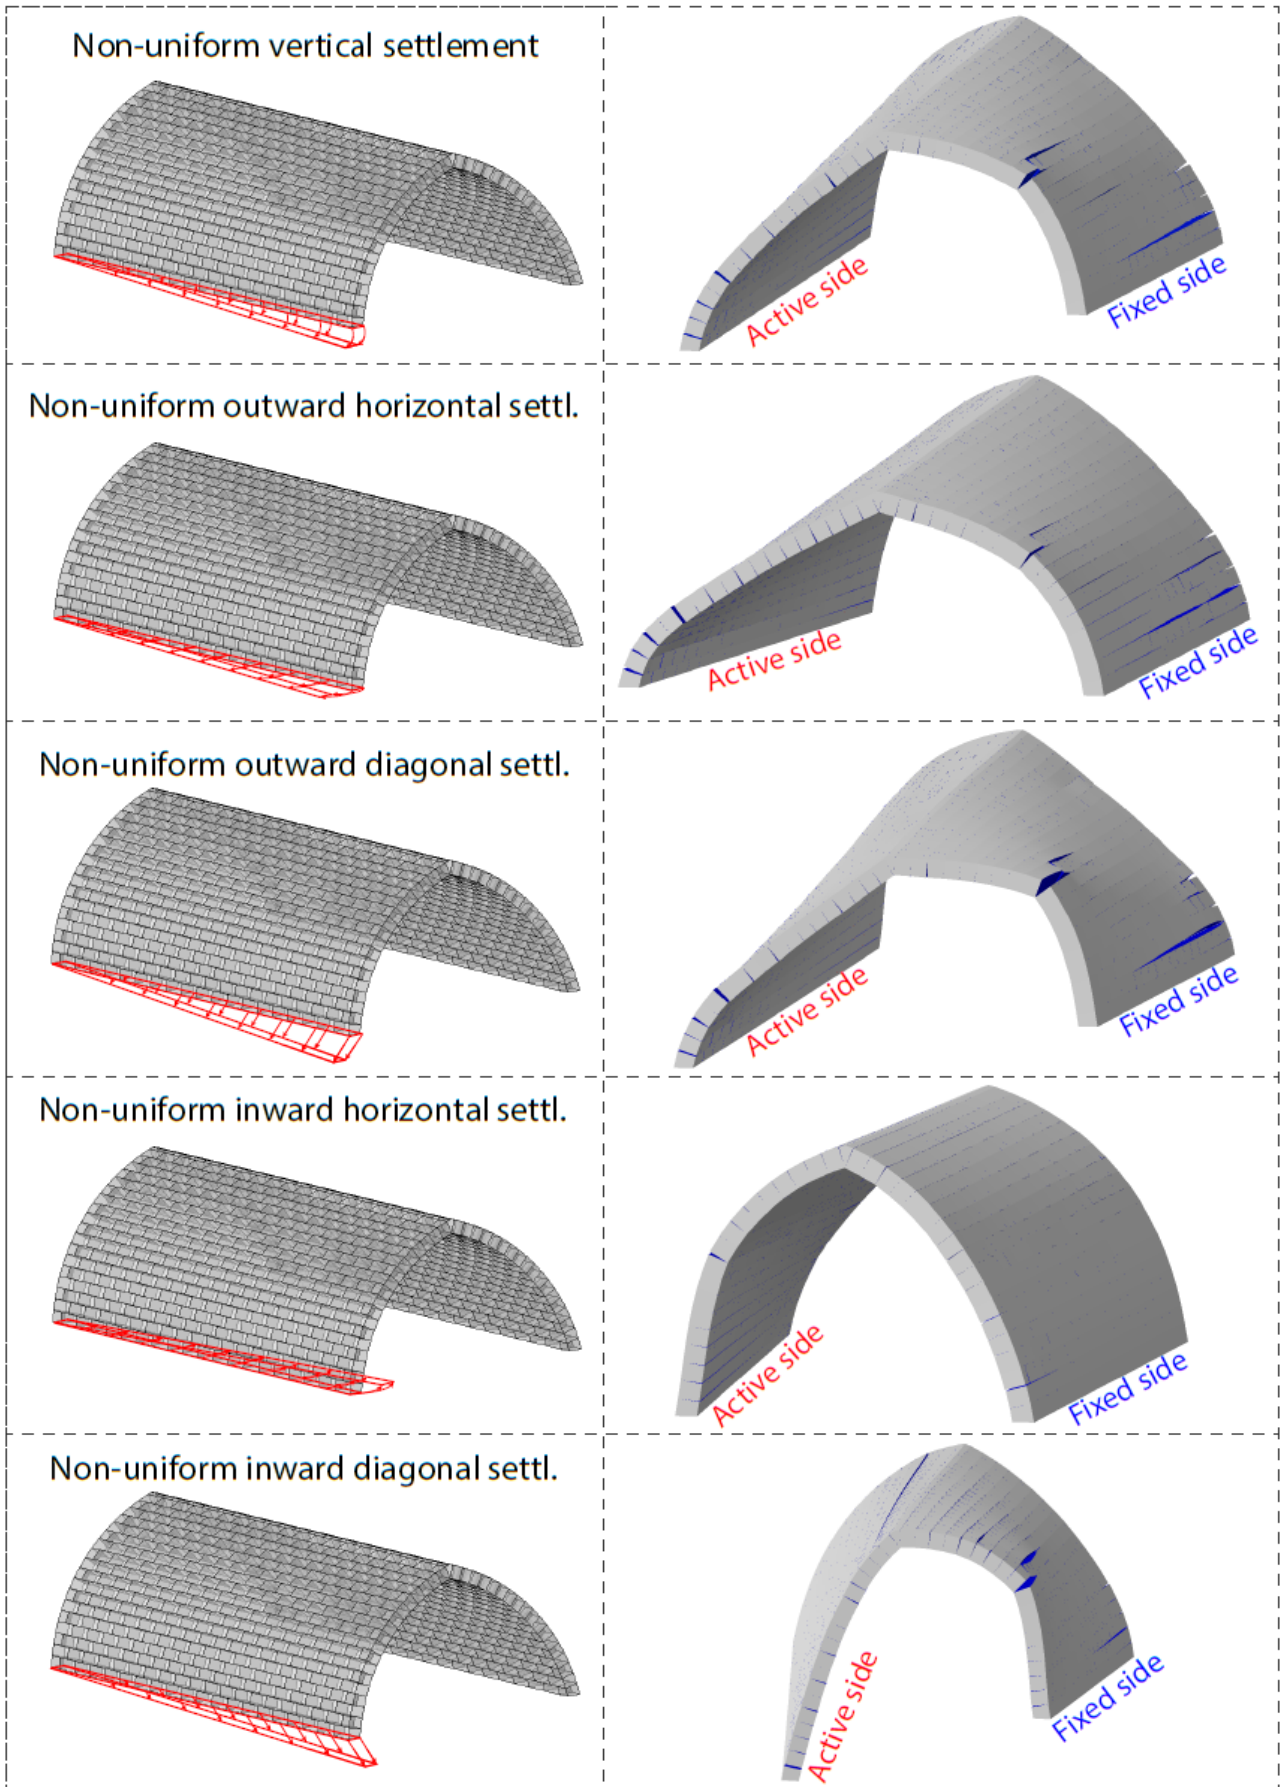 Non-uniform vertical settlement
Active side
Fixed side
Non-uniform outward horizontal settl.
Active side
Fixed side
Non-uniform outward diagonal settl.
Active side
Fixed side
Non-uniform inward horizontal settl.
Active side
Fixed side
Non-uniform inward diagonal settl.
Active side
Fixed side